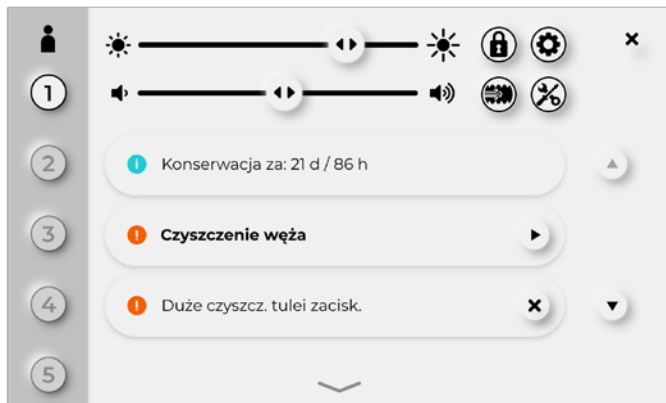 1
2
Konserwacja za: 21 d / 86 h
3
Czyszczenie węża
4
Duże czyszcz. tulei zacisk.
5